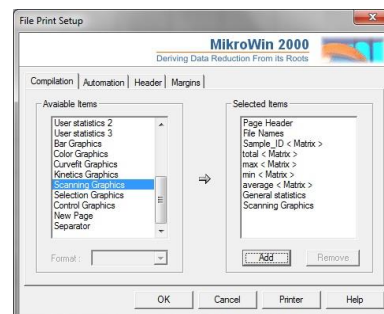 File Print Setup
MikroWin 2000
Deriving Data Reduction From its Roots
Compilation
Automation
Header
Margins
Avaiable Items
User statistics 2
User statistics 3
Bar Graphics
Color Graphics
Curvefit Graphics
Kinetics Graphics
Scanning Graphics
Selection Graphics
Control Graphics
New Page
Separator
Format :
Selected Items
Page Header
File Names
Sample_ID < Matrix >
total < Matrix >
max < Matrix >
min < Matrix >
average < Matrix >
General statistics
Scanning Graphics
Add
Remove
OK
Cancel
Printer
Help